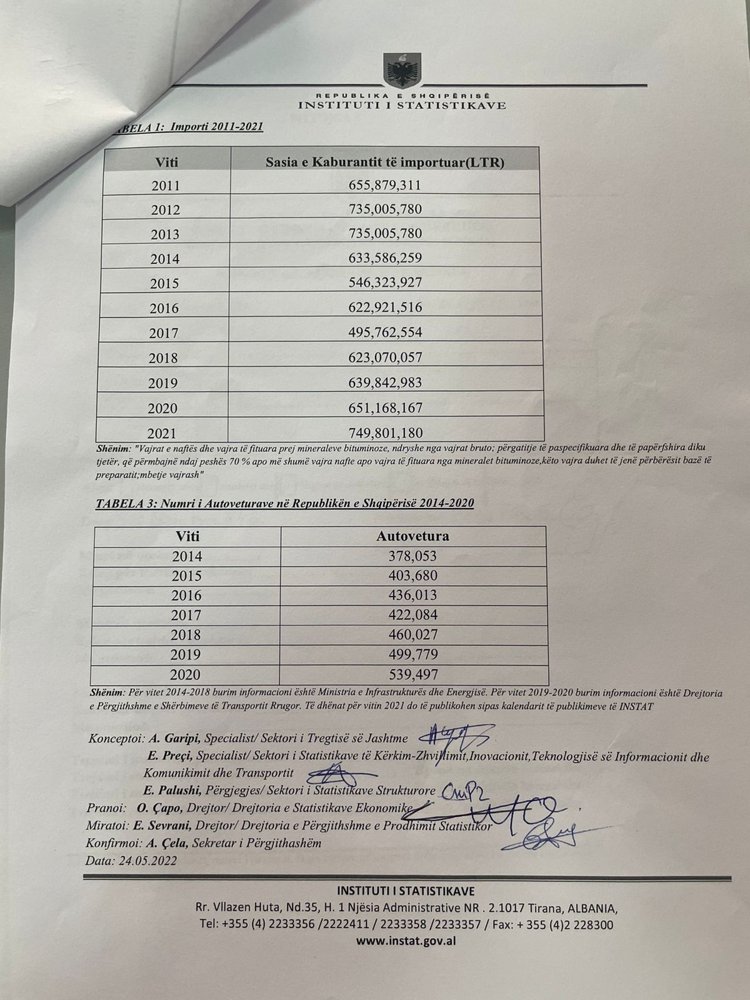 REPUBLIKA E SHQIPËRISË
INSTITUTI I STATISTIKAVE
ABELA 1: Importi 2011-2021
Viti Sasia e Kaburantit të importuar(LTR)
2011 655,879,311
2012 735,005,780
2013 735,005,780
2014 633,586,259
2015 546,323,927
2016 622,921,516
2017 495,762,554
2018 623,070,057
2019 639,842,983
2020 651,168,167
2021 749,801,180
Shënim: "Vajrat e naftës dhe vajra të fituara prej mineraleve bituminoze, ndryshe nga vajrat bruto; përgatitje të paspecifikuara dhe të papërfshira diku
tjetër, që përmbajnë ndaj peshës 70 % apo më shumë vajra nafte apo vajra të fituara nga mineralet bituminoze,këto vajra duhet të jenë përbërësit bazë të
preparatit;mbetje vajrash"
TABELA 3: Numri i Autoveturave në Republikën e Shqipërisë 2014-2020
Viti Autovetura
2014 378,053
2015 403,680
2016 436,013
2017 422,084
2018 460,027
2019 499,779
2020 539,497
Shënim: Për vitet 2014-2018 burim informacioni është Ministria e Infrastrukturës dhe Energjisë. Për vitet 2019-2020 burim informacioni është Drejtoria
e Përgjithshme e Shërbimeve të Transportit Rrugor. Të dhënat për vitin 2021 do të publikohen sipas kalendarit të publikimeve të INSTAT
Konceptoi: A. Garipi, Specialist/ Sektori i Tregtisë së Jashtme
E. Preçi, Specialist/ Sektori i Statistikave të Kërkim-Zhvillimit,Inovacionit,Teknologjisë së Informacionit dhe
Komunikimit dhe Transportit
E. Palushi, Përgjegjes/ Sektori i Statistikave Strukturore
Pranoi: O. Çapo, Drejtor/ Drejtoria e Statistikave Ekonomike
Miratoi: E. Sevrani, Drejtor/ Drejtoria e Përgjithshme e Prodhimit Statistikor
Konfirmoi: A. Çela, Sekretar i Përgjithashëm
Data: 24.05.2022
INSTITUTI I STATISTIKAVE
Rr. Vllazen Huta, Nd.35, H. 1 Njësia Administrative NR . 2.1017 Tirana, ALBANIA,
Tel: +355 (4) 2233356 /2222411 / 2233358 /2233357 / Fax: + 355 (4)2 228300
www.instat.gov.al